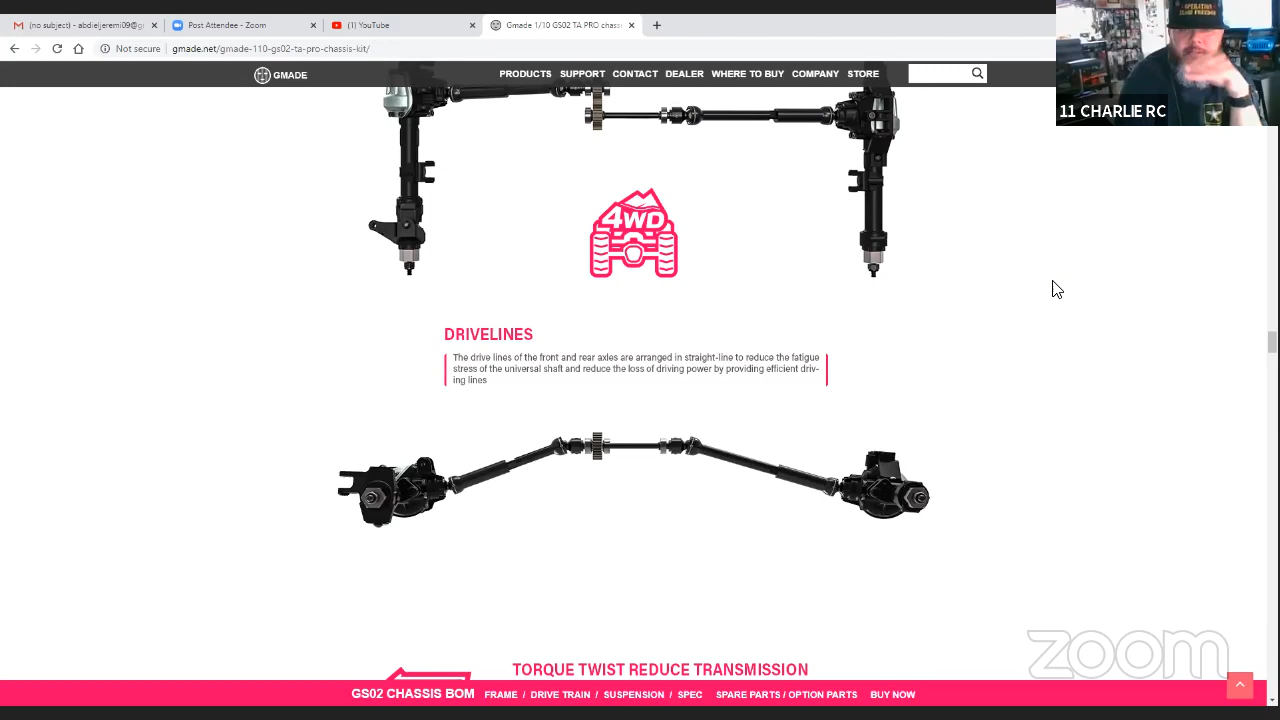 (no subject) - abdieljeremi09@g
Post Attendee - Zoom
(1) YouTube
Gmade 1/10 GS02 TA PRO chass
Not secure
gmade.net/gmade-110-gs02-ta-pro-chassis-kit/
GMADE
PRODUCTS SUPPORT CONTACT DEALER WHERE TO BUY COMPANY STORE
11 CHARLIE RC
4WD
DRIVELINES
The drive lines of the front and rear axles are arranged in straight-line to reduce the fatigue
stress of the universal shaft and reduce the loss of driving power by providing efficient driv-
ing lines
zoom
TORQUE TWIST REDUCE TRANSMISSION
GS02 CHASSIS BOM FRAME / DRIVE TRAIN / SUSPENSION / SPEC SPARE PARTS / OPTION PARTS BUY NOW